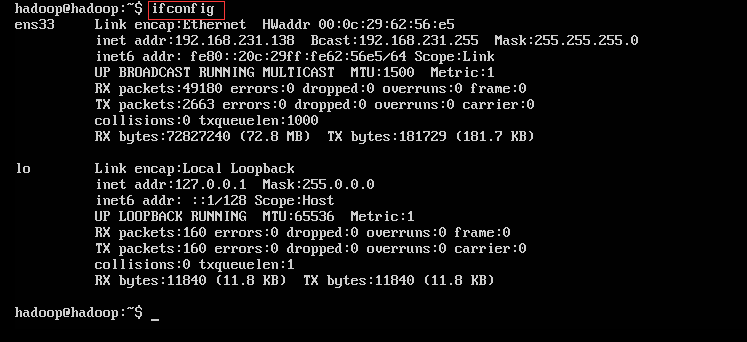 hadoop@hadoop:~$ ifconfig
ens33 Link encap:Ethernet HWaddr 00:0c:29:62:56:e5
inet addr:192.168.231.138 Bcast:192.168.231.255 Mask:255.255.255.0
inet6 addr: fe80::20c:29ff:fe62:56e5/64 Scope:Link
UP BROADCAST RUNNING MULTICAST MTU:1500 Metric:1
RX packets:49180 errors:0 dropped:0 overruns:0 frame:0
TX packets:2663 errors:0 dropped:0 overruns:0 carrier:0
collisions:0 txqueuelen:1000
RX bytes:72827240 (72.8 MB) TX bytes:181729 (181.7 KB)
lo Link encap:Local Loopback
inet addr:127.0.0.1 Mask:255.0.0.0
inet6 addr: ::1/128 Scope:Host
UP LOOPBACK RUNNING MTU:65536 Metric:1
RX packets:160 errors:0 dropped:0 overruns:0 frame:0
TX packets:160 errors:0 dropped:0 overruns:0 carrier:0
collisions:0 txqueuelen:1
RX bytes:11840 (11.8 KB) TX bytes:11840 (11.8 KB)
hadoop@hadoop:~$ _